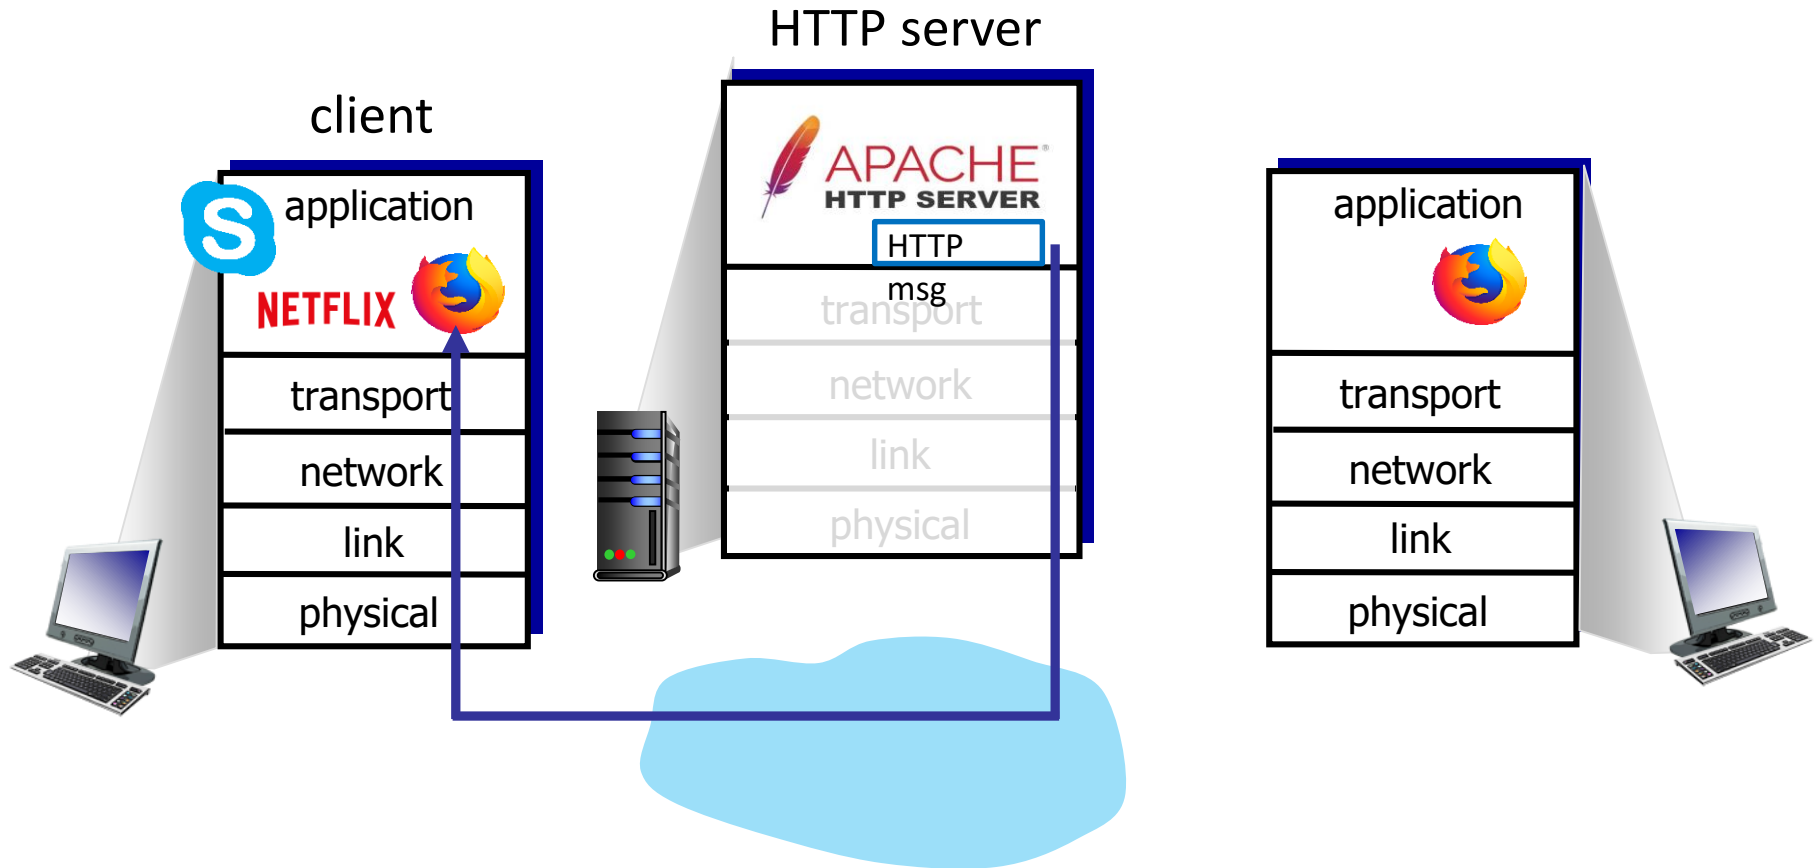 HTTP server
client
APACHE®
HTTP SERVER
HTTP
msg
transport
network
link
physical
S
application
NETFLIX
transport
network
link
physical
application
transport
network
link
physical